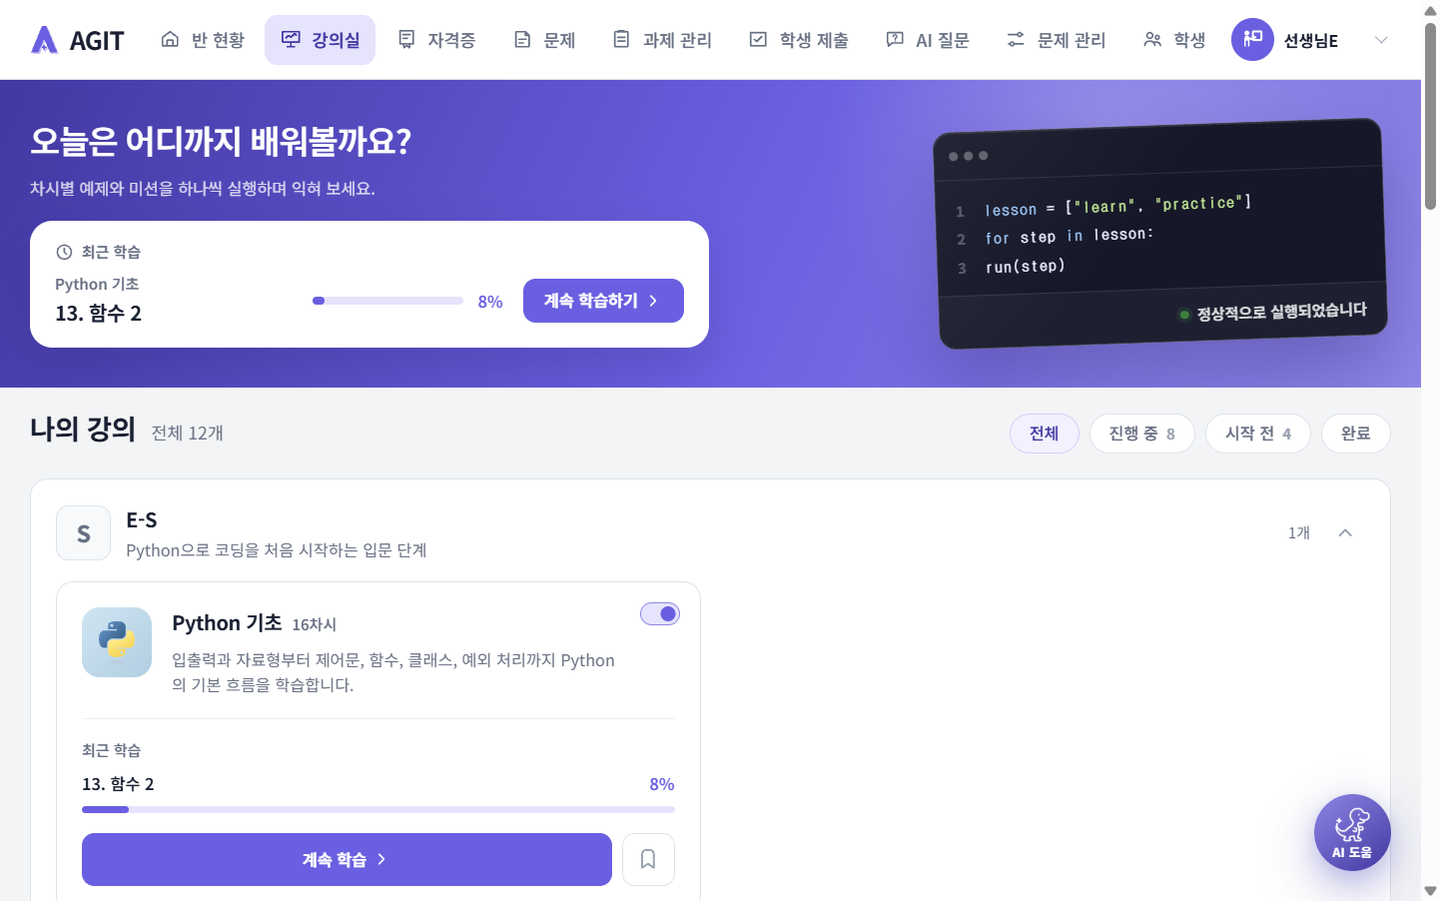 AGIT
반 현황
강의실
자격증
문제
과제 관리
학생 제출
AI 질문
문제 관리
학생
선생님E
오늘은 어디까지 배워볼까요?
차시별 예제와 미션을 하나씩 실행하며 익혀 보세요.
최근 학습
Python 기초
13. 함수 2
8%
계속 학습하기
1 lesson = ["learn", "practice"]
2 for step in lesson:
3 run(step)
정상적으로 실행되었습니다
나의 강의
전체 12개
전체
진행 중 8
시작 전 4
완료
S
E-S
Python으로 코딩을 처음 시작하는 입문 단계
1개
Python 기초 16차시
입출력과 자료형부터 제어문, 함수, 클래스, 예외 처리까지 Python
의 기본 흐름을 학습합니다.
최근 학습
13. 함수 2
8%
계속 학습
AI 도움